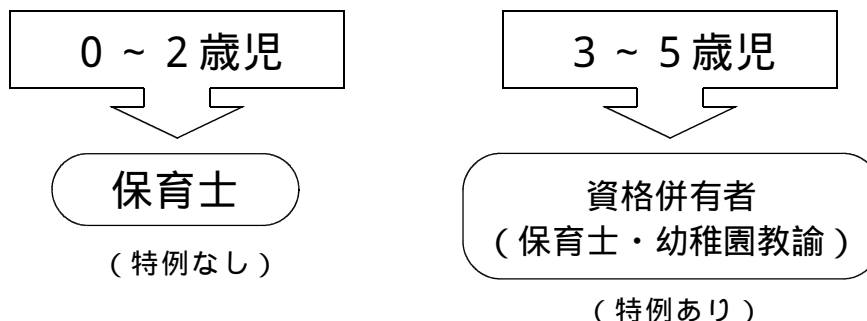 0 ~ 2 歳児
保育士
( 特例なし )
3 ~ 5 歳児
資格併有者
( 保育士・幼稚園教諭 )
( 特例あり )